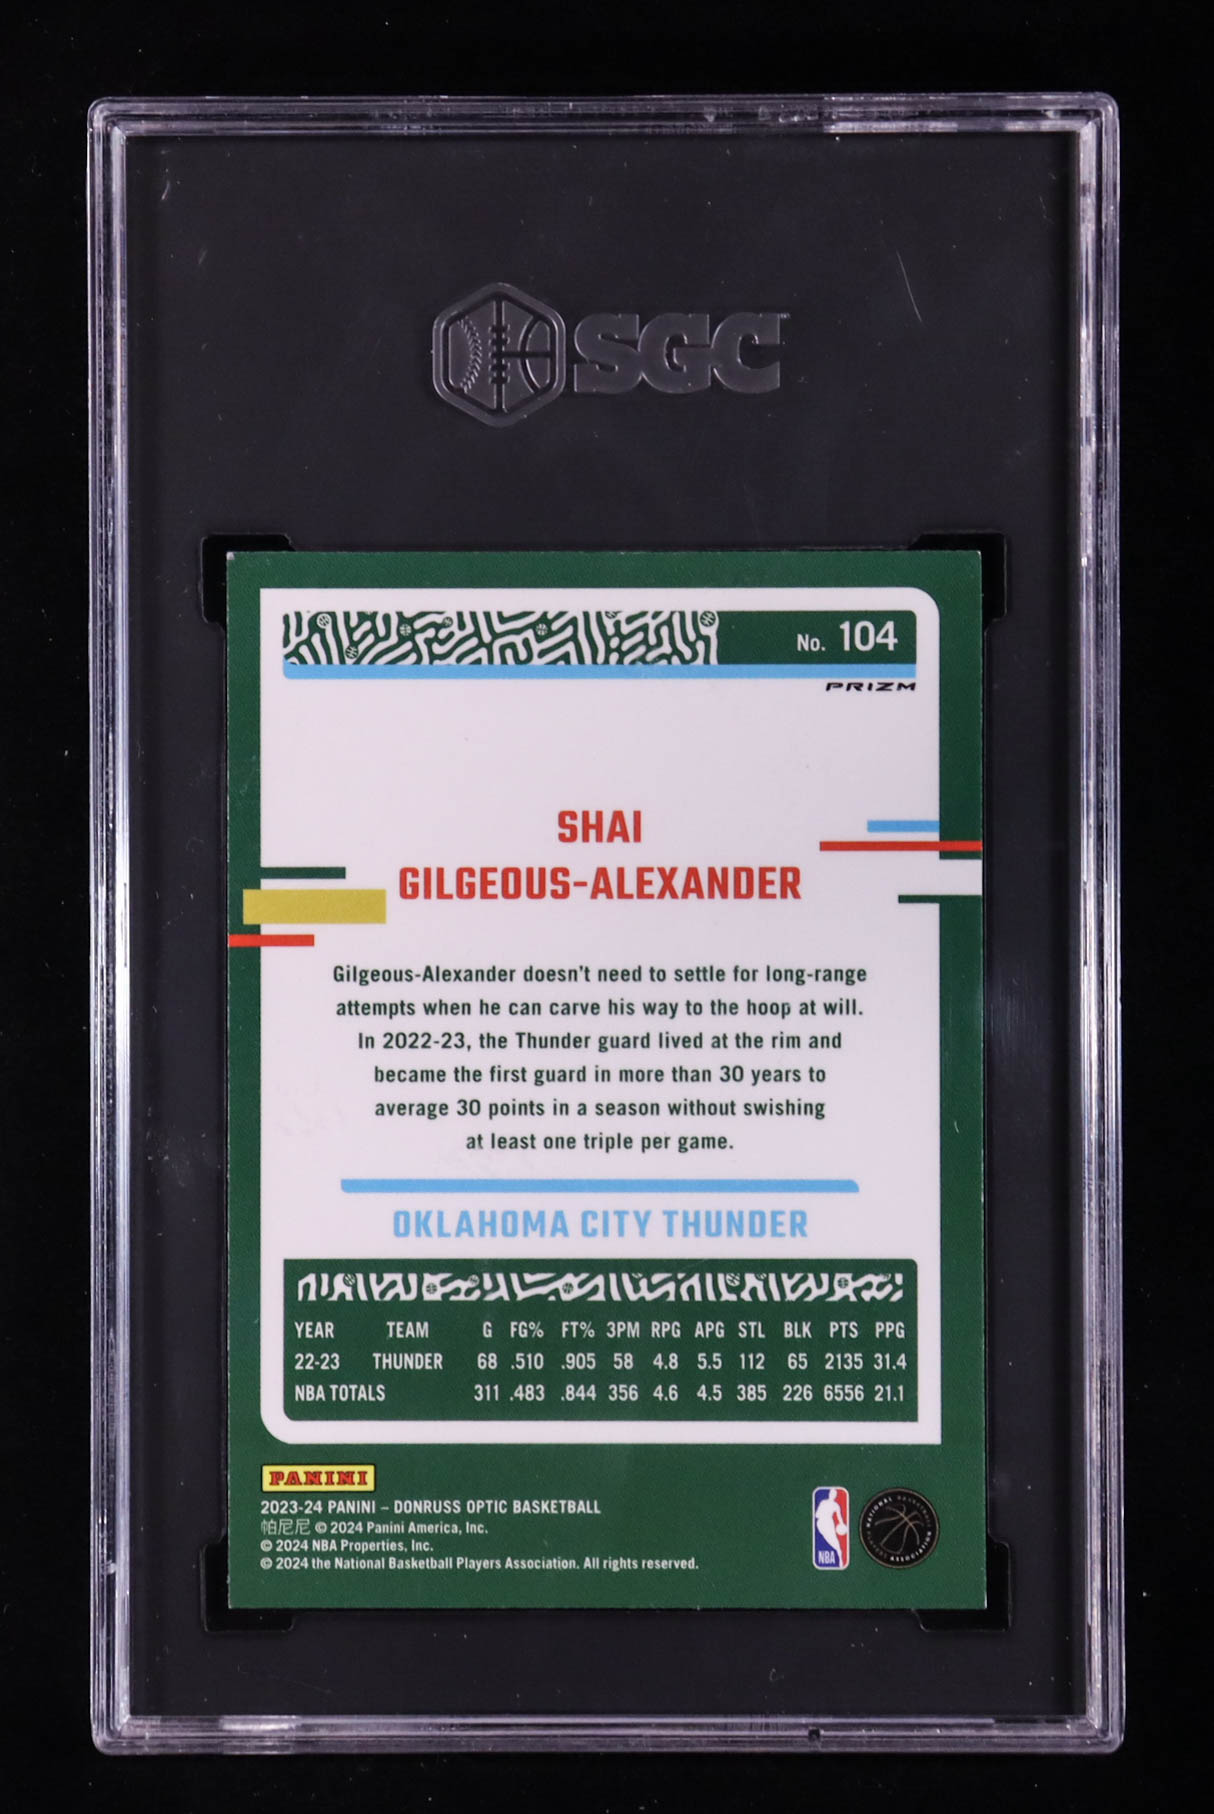 SGC
No. 104
PRIZM
SHAI
GILGEOUS-ALEXANDER
Gilgeous-Alexander doesn't need to settle for long-range
attempts when he can carve his way to the hoop at will.
In 2022-23, the Thunder guard lived at the rim and
became the first guard in more than 30 years to
average 30 points in a season without swishing
at least one triple per game.
OKLAHOMA CITY THUNDER
YEAR TEAM G FG% FT% 3PM RPG APG STL BLK PTS PPG
22-23 THUNDER 68 .510 .905 58 4.8 5.5 112 65 2135 31.4
NBA TOTALS 311 .483 .844 356 4.6 4.5 385 226 6556 21.1
PANINI
2023-24 PANINI – DONRUSS OPTIC BASKETBALL
帕尼尼 © 2024 Panini America, Inc.
© 2024 NBA Properties, Inc.
© 2024 the National Basketball Players Association. All rights reserved.
NBA
NATIONAL BASKETBALL PLAYERS ASSOCIATION